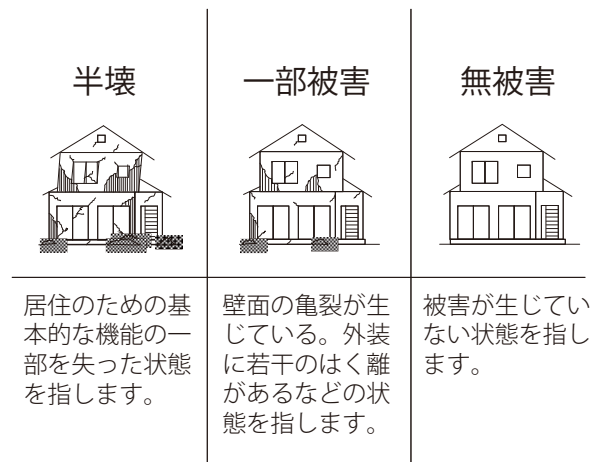 半壊
一部被害
無被害
居住のための基
本的な機能の一
部を失った状態
を指します。
壁面の亀裂が生
じている。外装
に若干のはく離
があるなどの状
態を指します。
被害が生じてい
ない状態を指し
ます。